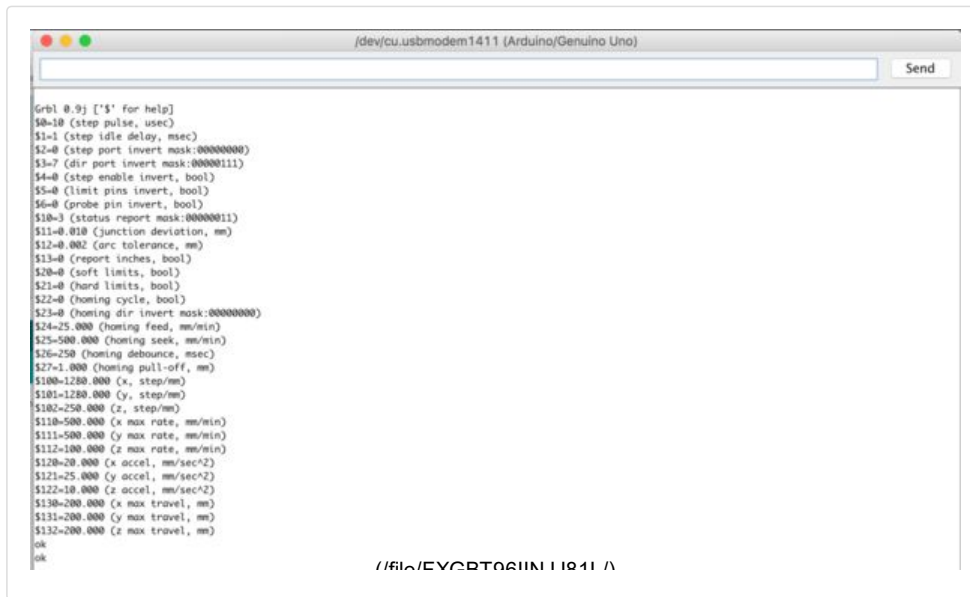 /dev/cu.usbmodem1411 (Arduino/Genuino Uno)
Send
Grbl 0.9j ['$' for help]
$0=10 (step pulse, usec)
$1=1 (step idle delay, msec)
$2=0 (step port invert mask:00000000)
$3=7 (dir port invert mask:00000111)
$4=0 (step enable invert, bool)
$5=0 (limit pins invert, bool)
$6=0 (probe pin invert, bool)
$10=3 (status report mask:00000011)
$11=0.010 (junction deviation, mm)
$12=0.002 (arc tolerance, mm)
$13=0 (report inches, bool)
$20=0 (soft limits, bool)
$21=0 (hard limits, bool)
$22=0 (homing cycle, bool)
$23=0 (homing dir invert mask:00000000)
$24=25.000 (homing feed, mm/min)
$25=500.000 (homing seek, mm/min)
$26=250 (homing debounce, msec)
$27=1.000 (homing pull-off, mm)
$100=1280.000 (x, step/mm)
$101=1280.000 (y, step/mm)
$102=250.000 (z, step/mm)
$110=500.000 (x max rate, mm/min)
$111=500.000 (y max rate, mm/min)
$112=100.000 (z max rate, mm/min)
$120=20.000 (x accel, mm/sec^2)
$121=25.000 (y accel, mm/sec^2)
$122=10.000 (z accel, mm/sec^2)
$130=200.000 (x max travel, mm)
$131=200.000 (y max travel, mm)
$132=200.000 (z max travel, mm)
ok
ok